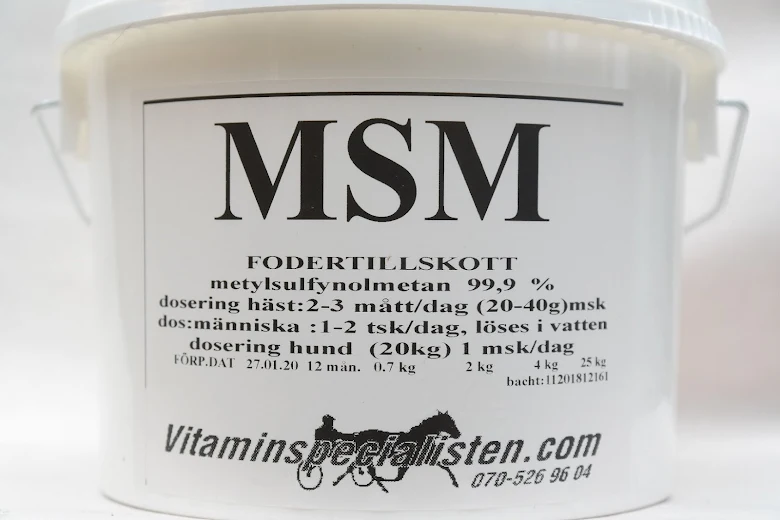 MSM
FODERTILLSKOTT
metylsulfynolmetan 99,9 %
dosering häst:2-3 mått/dag (20-40g)msk
dos:människa :1-2 tsk/dag, löses i vatten
dosering hund (20kg) 1 msk/dag
FÖRP.DAT 27.01.20 12 mån. 0.7 kg 2 kg 4 kg 25 kg
bacht:11201812161
Vitaminspecialisten.com
070-526 96 04